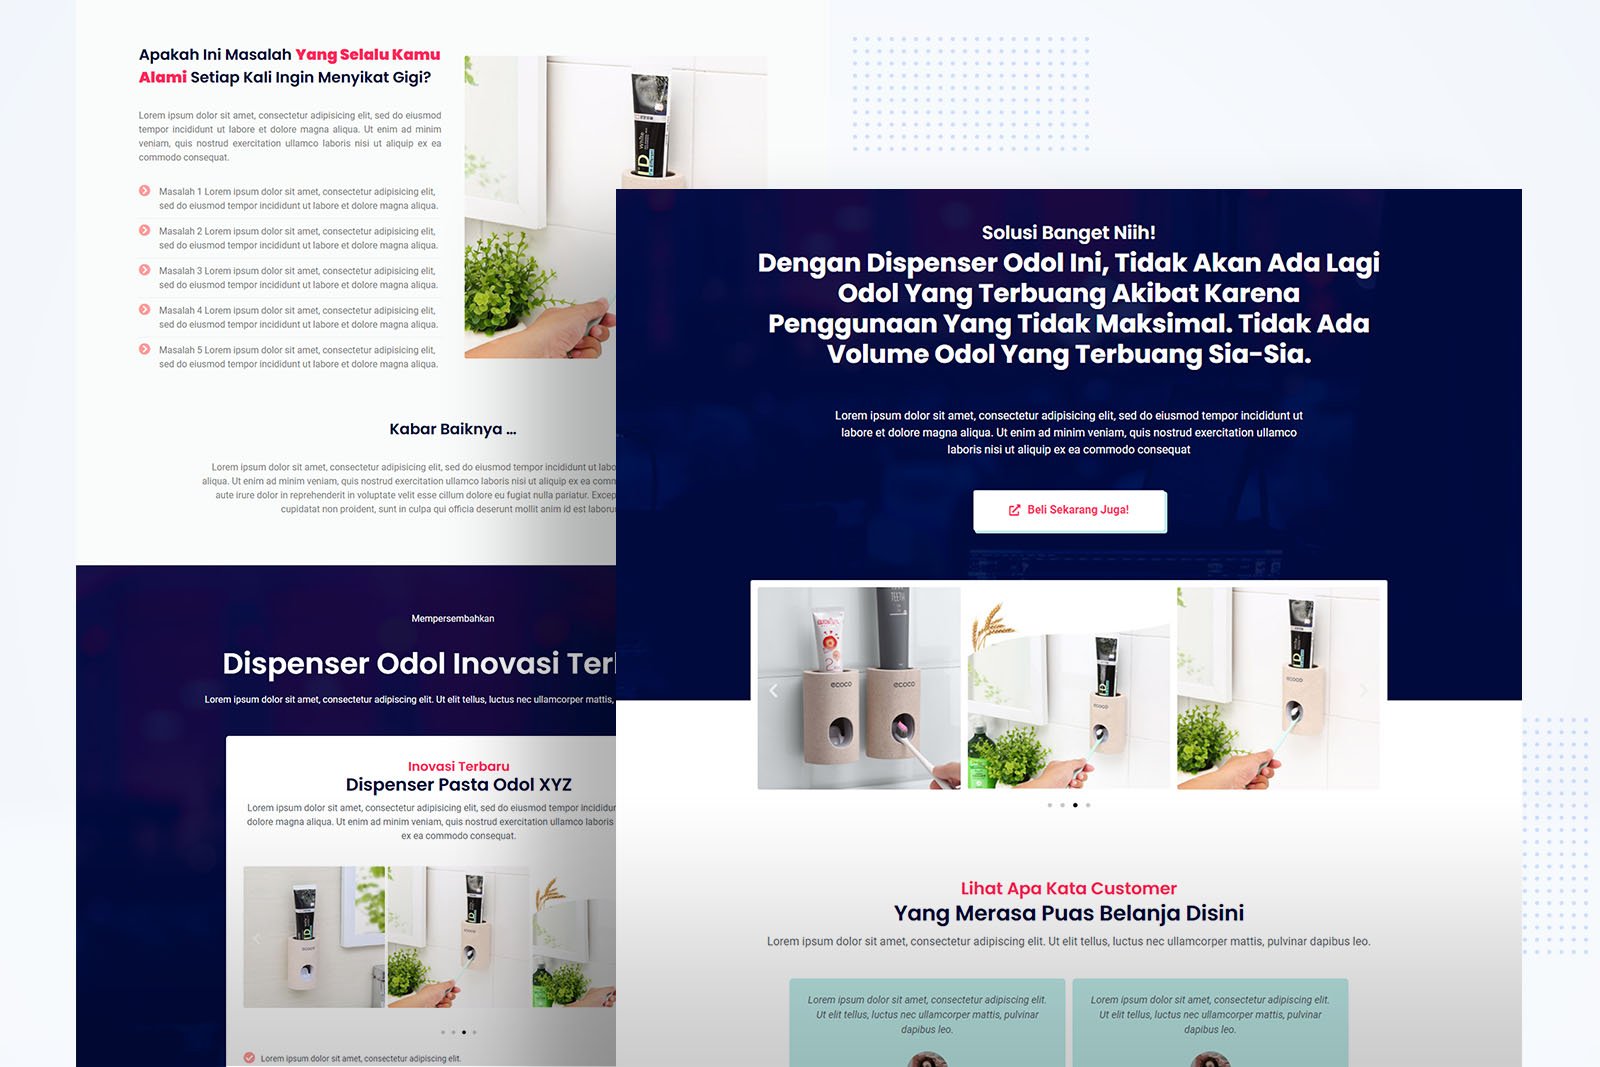 Apakah Ini Masalah Yang Selalu Kamu
Alami Setiap Kali Ingin Menyikat Gigi?
Lorem ipsum dolor sit amet, consectetur adipisicing elit, sed do eiusmod
tempor incididunt ut labore et dolore magna aliqua. Ut enim ad minim
veniam, quis nostrud exercitation ullamco laboris nisi ut aliquip ex ea
commodo consequat.
Masalah 1 Lorem ipsum dolor sit amet, consectetur adipisicing elit,
sed do eiusmod tempor incididunt ut labore et dolore magna aliqua.
Masalah 2 Lorem ipsum dolor sit amet, consectetur adipisicing elit,
sed do eiusmod tempor incididunt ut labore et dolore magna aliqua.
Masalah 3 Lorem ipsum dolor sit amet, consectetur adipisicing elit,
sed do eiusmod tempor incididunt ut labore et dolore magna aliqua.
Masalah 4 Lorem ipsum dolor sit amet, consectetur adipisicing elit,
sed do eiusmod tempor incididunt ut labore et dolore magna aliqua.
Masalah 5 Lorem ipsum dolor sit amet, consectetur adipisicing elit,
sed do eiusmod tempor incididunt ut labore et dolore magna aliqua.
Kabar Baiknya ...
Lorem ipsum dolor sit amet, consectetur adipisicing elit, sed do eiusmod tempor incididunt ut labo
aliqua. Ut enim ad minim veniam, quis nostrud exercitation ullamco laboris nisi ut aliquip ex ea comm
aute irure dolor in reprehenderit in voluptate velit esse cillum dolore eu fugiat nulla pariatur. Excep
cupidatat non proident, sunt in culpa qui officia deserunt mollit anim id est laborum
Mempersembahkan
Dispenser Odol Inovasi Ter
Lorem ipsum dolor sit amet, consectetur adipiscing elit. Ut elit tellus, luctus nec ullamcorper mattis,
Inovasi Terbaru
Dispenser Pasta Odol XYZ
Lorem ipsum dolor sit amet, consectetur adipisicing elit, sed do eiusmod tempor incididun
dolore magna aliqua. Ut enim ad minim veniam, quis nostrud exercitation ullamco laboris
ex ea commodo consequat.
ecoco
ecoco
Lorem ipsum dolor sit amet, consectetur adipiscing elit.
White
Solusi Banget Niih!
Dengan Dispenser Odol Ini, Tidak Akan Ada Lagi
Odol Yang Terbuang Akibat Karena
Penggunaan Yang Tidak Maksimal. Tidak Ada
Volume Odol Yang Terbuang Sia-Sia.
Lorem ipsum dolor sit amet, consectetur adipisicing elit, sed do eiusmod tempor incididunt ut
labore et dolore magna aliqua. Ut enim ad minim veniam, quis nostrud exercitation ullamco
laboris nisi ut aliquip ex ea commodo consequat
Beli Sekarang Juga!
TEETH
ecoco
ecoco
ecoco
ecoco
Lihat Apa Kata Customer
Yang Merasa Puas Belanja Disini
Lorem ipsum dolor sit amet, consectetur adipiscing elit. Ut elit tellus, luctus nec ullamcorper mattis, pulvinar dapibus leo.
Lorem ipsum dolor sit amet, consectetur adipiscing elit.
Ut elit tellus, luctus nec ullamcorper mattis, pulvinar
dapibus leo.
Lorem ipsum dolor sit amet, consectetur adipiscing elit.
Ut elit tellus, luctus nec ullamcorper mattis, pulvinar
dapibus leo.